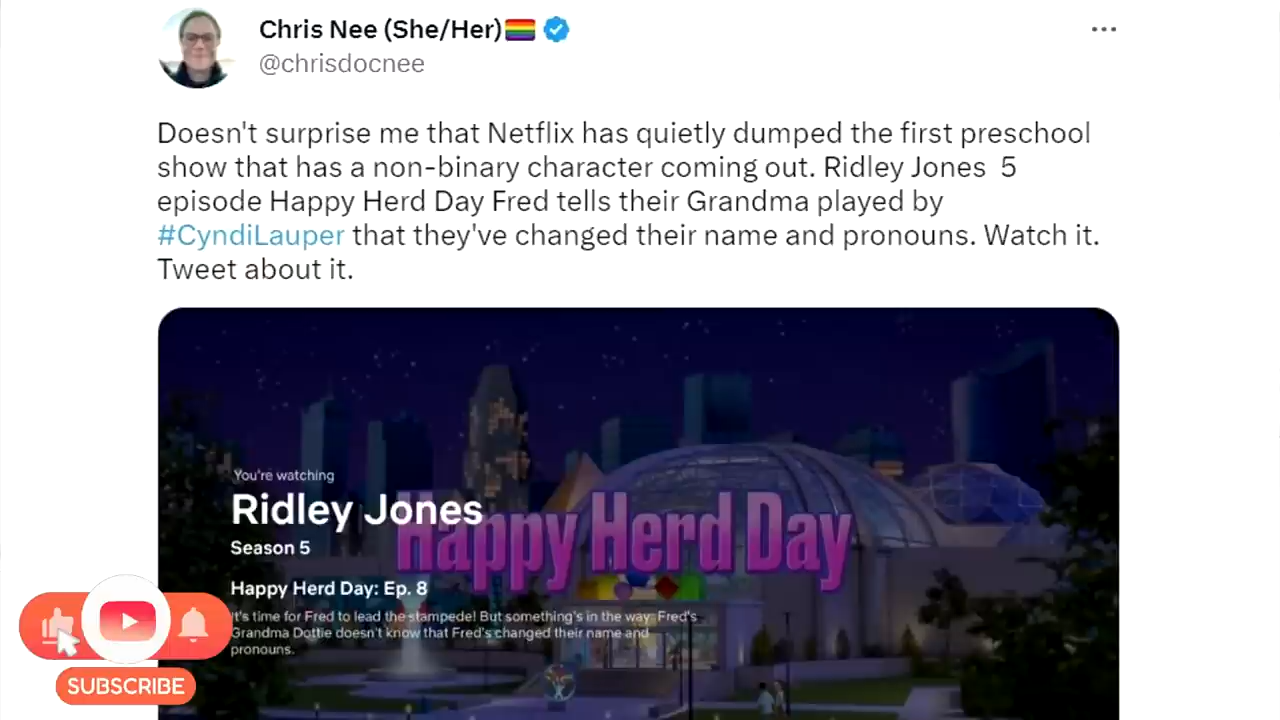 Chris Nee (She/Her)🏳️‍🌈
@chrisdocnee
Doesn't surprise me that Netflix has quietly dumped the first preschool
show that has a non-binary character coming out. Ridley Jones 5
episode Happy Herd Day Fred tells their Grandma played by
#CyndiLauper that they've changed their name and pronouns. Watch it.
Tweet about it.
You're watching
Ridley Jones
Happy Herd Day
Season 5
Happy Herd Day: Ep. 8
It's time for Fred to lead the stampede! But something's in the way: Fred's
Grandma Dottie doesn't know that Fred's changed their name and
pronouns.
SUBSCRIBE